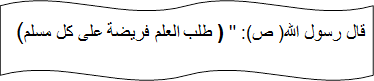 قال رسول الله( ص): " ( طلب العلم فريضة على كل مسلم)